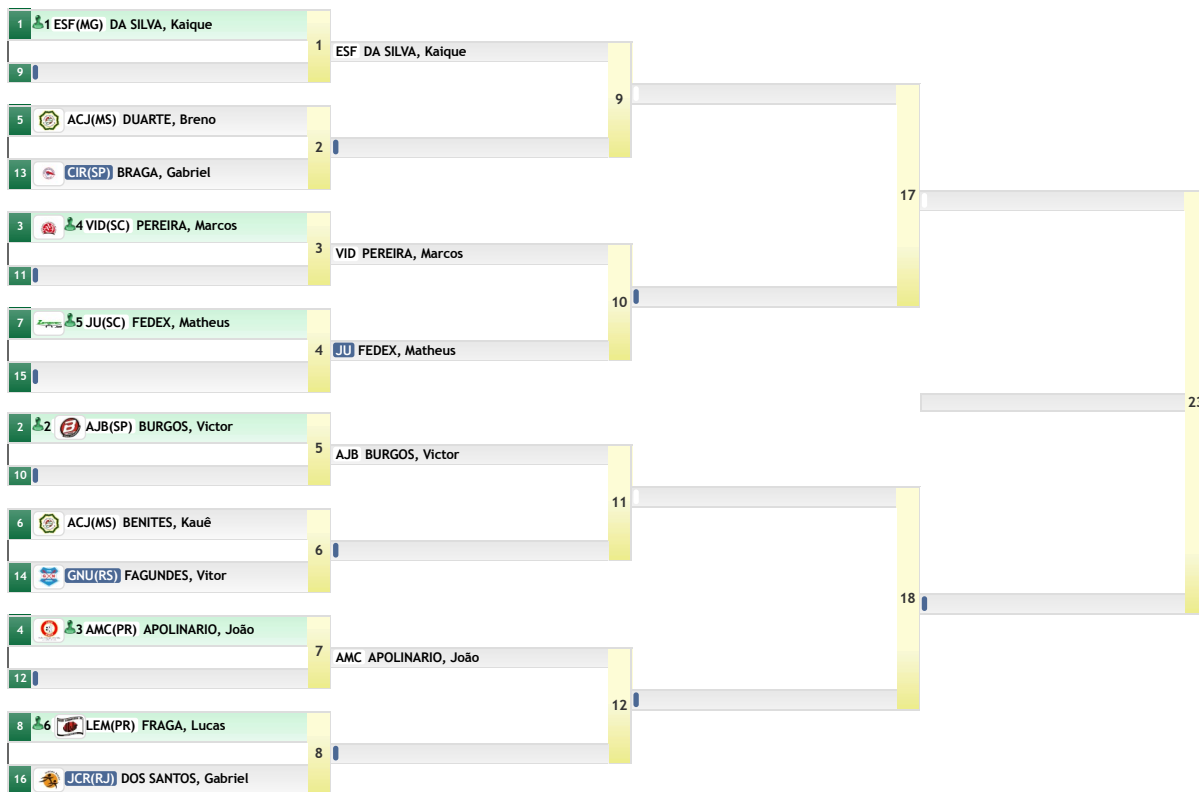 1 1 ESF(MG) DA SILVA, Kaique
1
9
ESF DA SILVA, Kaique
9
5 ACJ(MS) DUARTE, Breno
2
13 CIR(SP) BRAGA, Gabriel
17
3 4 VID(SC) PEREIRA, Marcos
3
11
VID PEREIRA, Marcos
10
7 5 JU(SC) FEDEX, Matheus
4
15
JU FEDEX, Matheus
23
2 2 AJB(SP) BURGOS, Victor
5
10
AJB BURGOS, Victor
11
6 ACJ(MS) BENITES, Kauê
6
14 GNU(RS) FAGUNDES, Vitor
18
4 3 AMC(PR) APOLINARIO, João
7
12
AMC APOLINARIO, João
12
8 6 LEM(PR) FRAGA, Lucas
8
16 JCR(RJ) DOS SANTOS, Gabriel